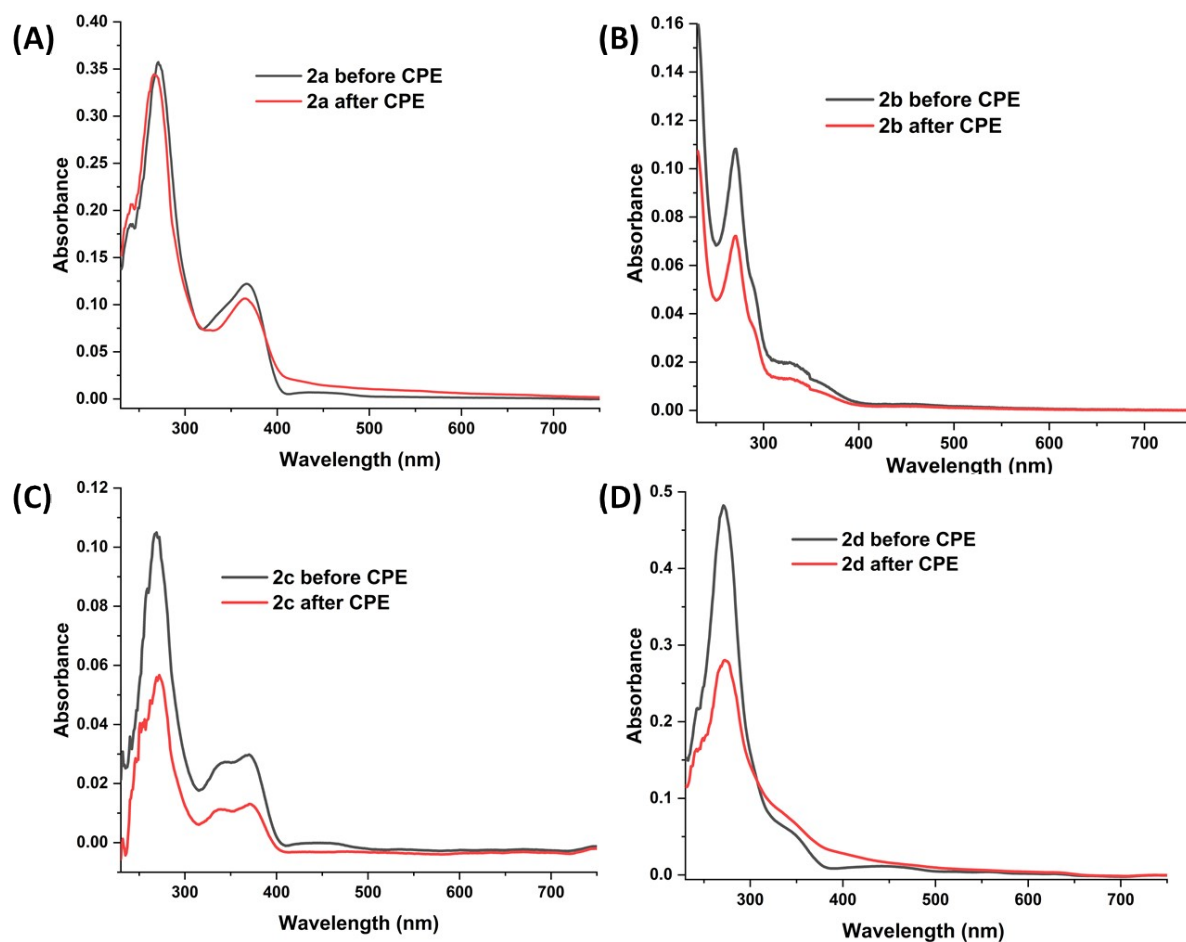 (A)
0.40
0.35
0.30
0.25
0.20
0.15
0.10
0.05
0.00
Absorbance
2a before CPE
2a after CPE
300 400 500 600 700
Wavelength (nm)
(B)
0.16
0.14
0.12
0.10
0.08
0.06
0.04
0.02
0.00
Absorbance
2b before CPE
2b after CPE
300 400 500 600 700
Wavelength (nm)
(C)
0.12
0.10
0.08
0.06
0.04
0.02
0.00
Absorbance
2c before CPE
2c after CPE
300 400 500 600 700
Wavelength (nm)
(D)
0.5
0.4
0.3
0.2
0.1
0.0
Absorbance
2d before CPE
2d after CPE
300 400 500 600 700
Wavelength (nm)